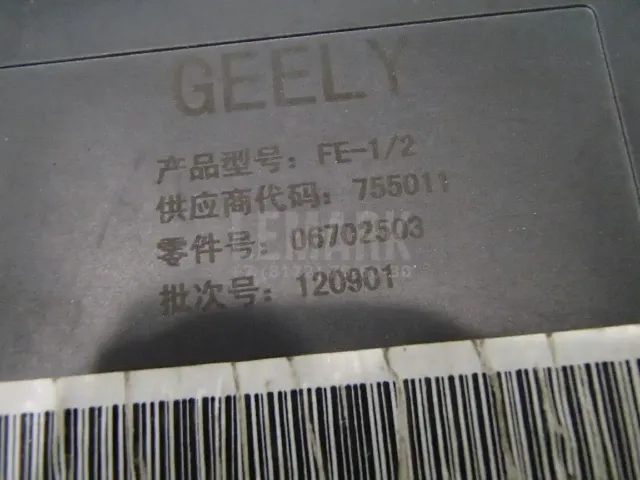 GEELY
产品型号: FE-1/2
供应商代码: 755011
零件号: 06702503
批次号: 120901